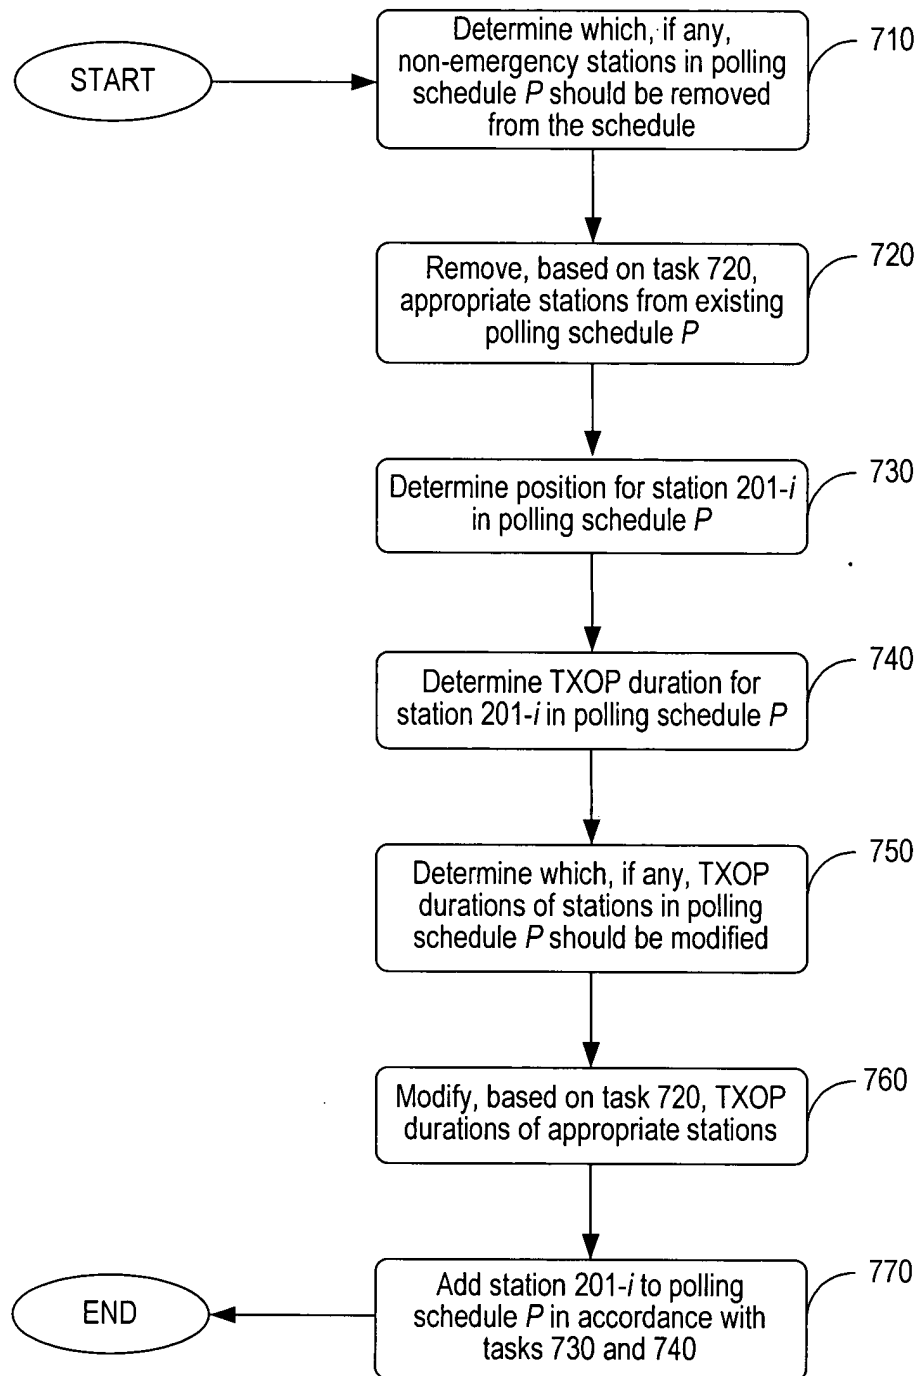 START
Determine which, if any,
non-emergency stations in polling
schedule P should be removed
from the schedule
710
Remove, based on task 720,
appropriate stations from existing
polling schedule P
720
Determine position for station 201-i
in polling schedule P
730
Determine TXOP duration for
station 201-i in polling schedule P
740
Determine which, if any, TXOP
durations of stations in polling
schedule P should be modified
750
Modify, based on task 720, TXOP
durations of appropriate stations
760
Add station 201-i to polling
schedule P in accordance with
tasks 730 and 740
770
END